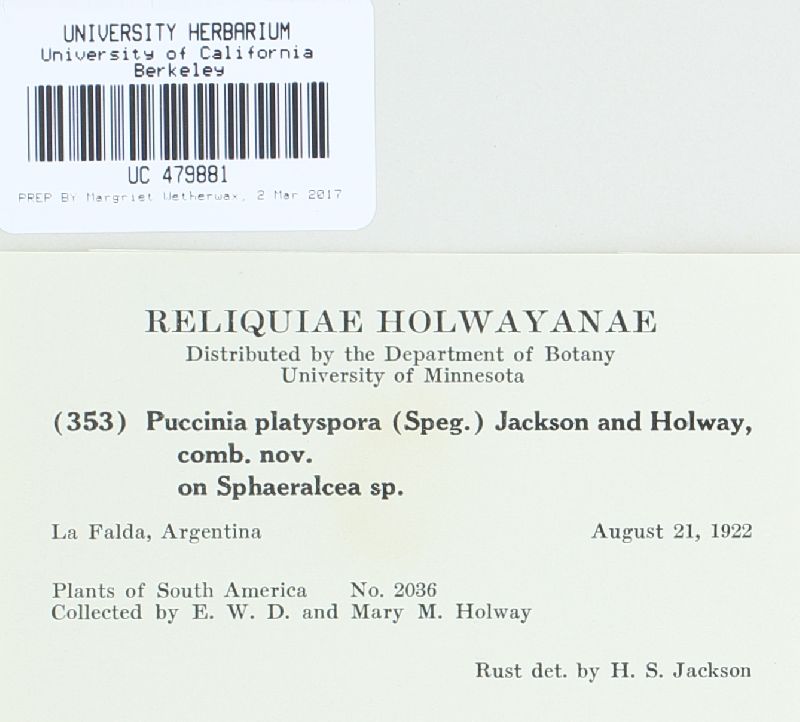 UNIVERSITY HERBARIUM
University of California
Berkeley
UC 479881
PREP BY Margriet Wetherwax, 2 Mar 2017
RELIQUIAE HOLWAYANAE
Distributed by the Department of Botany
University of Minnesota
(353) Puccinia platyspora (Speg.) Jackson and Holway,
comb. nov.
on Sphaeralcea sp.
La Falda, Argentina August 21, 1922
Plants of South America No. 2036
Collected by E. W. D. and Mary M. Holway
Rust det. by H. S. Jackson